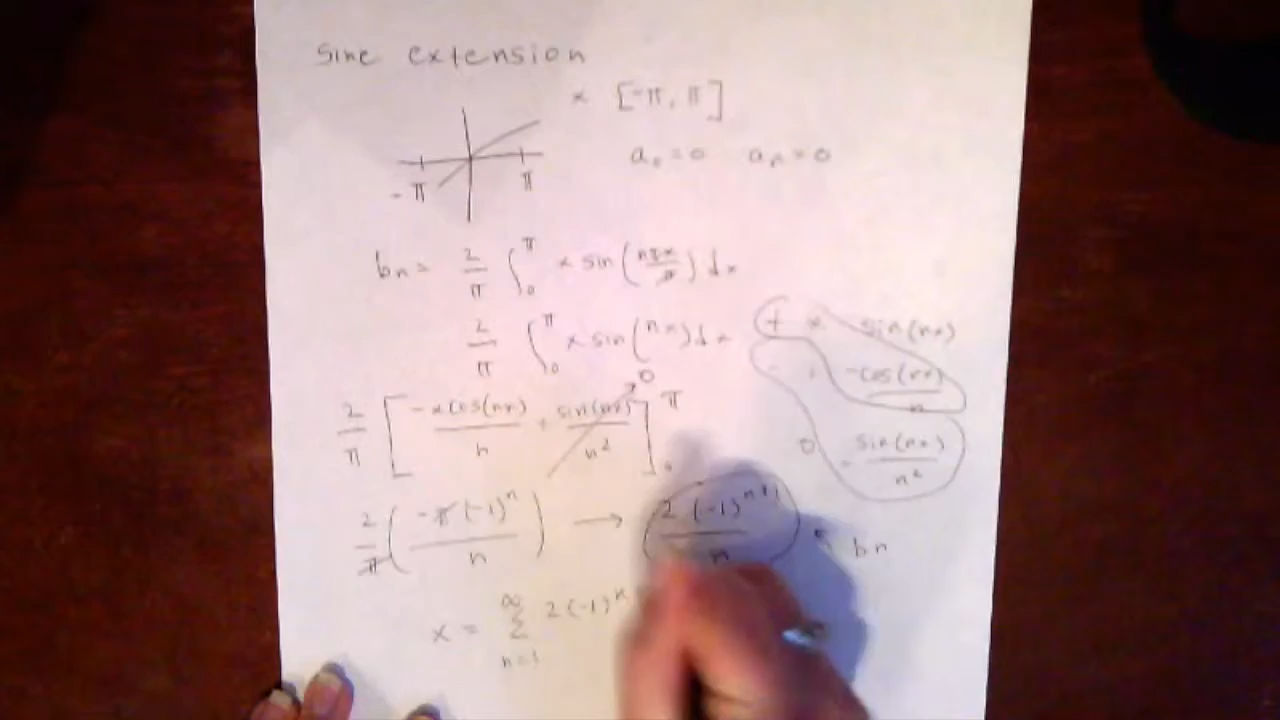 Sine extension
x [-π, π]
a₀ = 0 aₙ = 0
-π π
bₙ = 2/π ∫₀^π x sin(nπx/π) dx
2/π ∫₀^π x sin(nx) dx
+ x sin(nx)
- 1 -cos(nx)/n
0 -sin(nx)/n²
2/π [-x cos(nx)/n + sin(nx)/n²]₀^π 0
2/π (-π(-1)^n/n) → 2(-1)^(n+1)/n ← bn
x = ∑_{n=1}^∞ 2(-1)^n